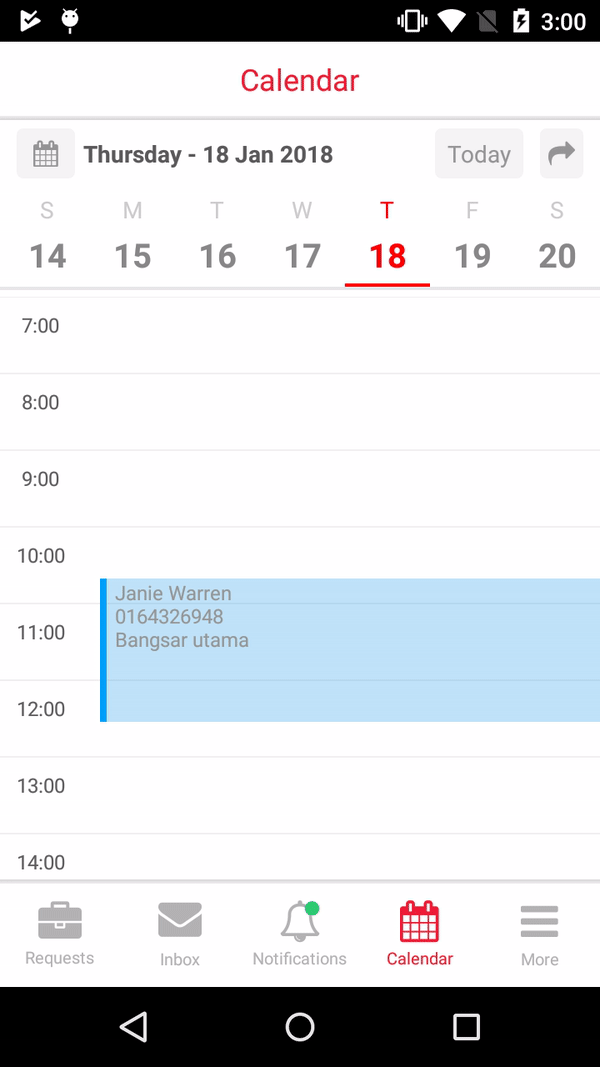 3:00
Calendar
Thursday - 18 Jan 2018
Today
S M T W T F S
14 15 16 17 18 19 20
7:00
8:00
9:00
10:00
Janie Warren
0164326948
11:00
Bangsar utama
12:00
13:00
14:00
Requests Inbox Notifications Calendar More